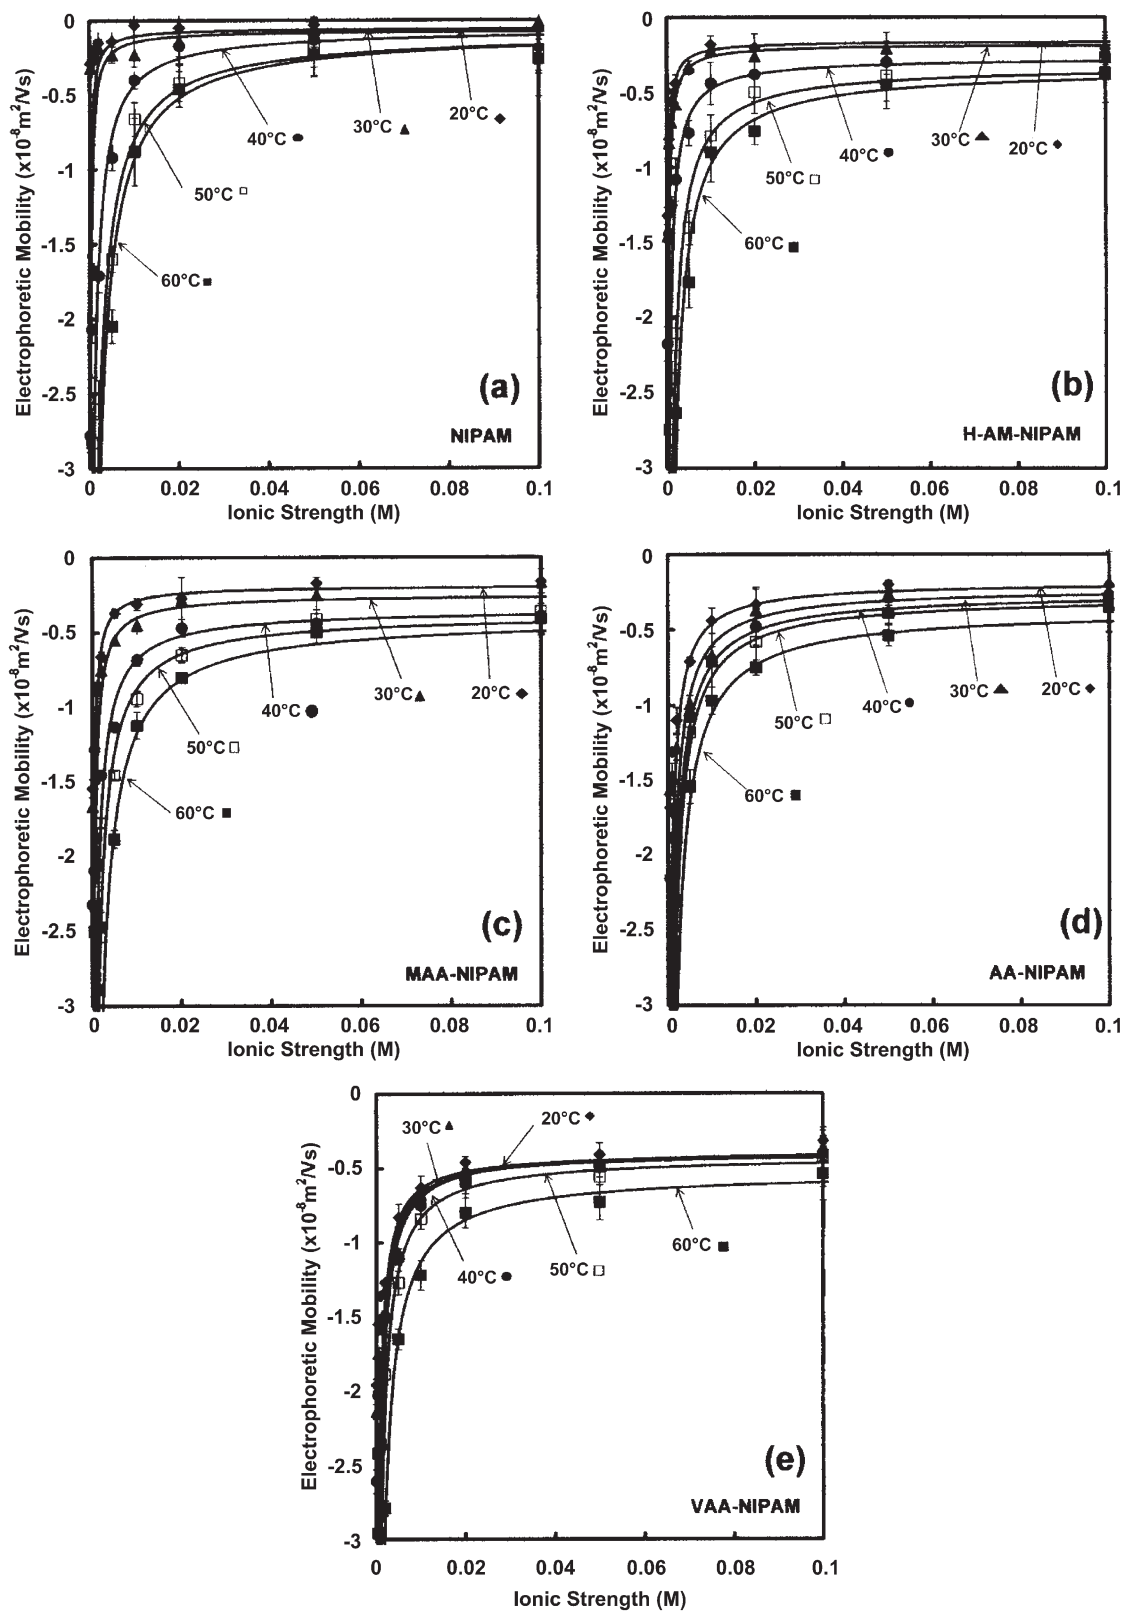 Electrophoretic Mobility (x10⁻⁸m²/Vs)
0
-0.5
-1
-1.5
-2
-2.5
-3
0
0.02
0.04
0.06
0.08
0.1
Ionic Strength (M)
20°C
30°C
40°C
50°C
60°C
(a)
NIPAM
Electrophoretic Mobility (x10⁻⁸m²/Vs)
0
-0.5
-1
-1.5
-2
-2.5
-3
0
0.02
0.04
0.06
0.08
0.1
Ionic Strength (M)
30°C
20°C
40°C
50°C
60°C
(b)
H-AM-NIPAM
Electrophoretic Mobility (x10⁻⁸m²/Vs)
0
-0.5
-1
-1.5
-2
-2.5
-3
0
0.02
0.04
0.06
0.08
0.1
Ionic Strength (M)
30°C
20°C
40°C
50°C
60°C
(c)
MAA-NIPAM
Electrophoretic Mobility (x10⁻⁸m²/Vs)
0
-0.5
-1
-1.5
-2
-2.5
-3
0
0.02
0.04
0.06
0.08
0.1
Ionic Strength (M)
30°C
20°C
40°C
50°C
60°C
(d)
AA-NIPAM
Electrophoretic Mobility (x10⁻⁸m²/Vs)
0
-0.5
-1
-1.5
-2
-2.5
-3
0
0.02
0.04
0.06
0.08
0.1
Ionic Strength (M)
30°C
20°C
60°C
40°C
50°C
(e)
VAA-NIPAM